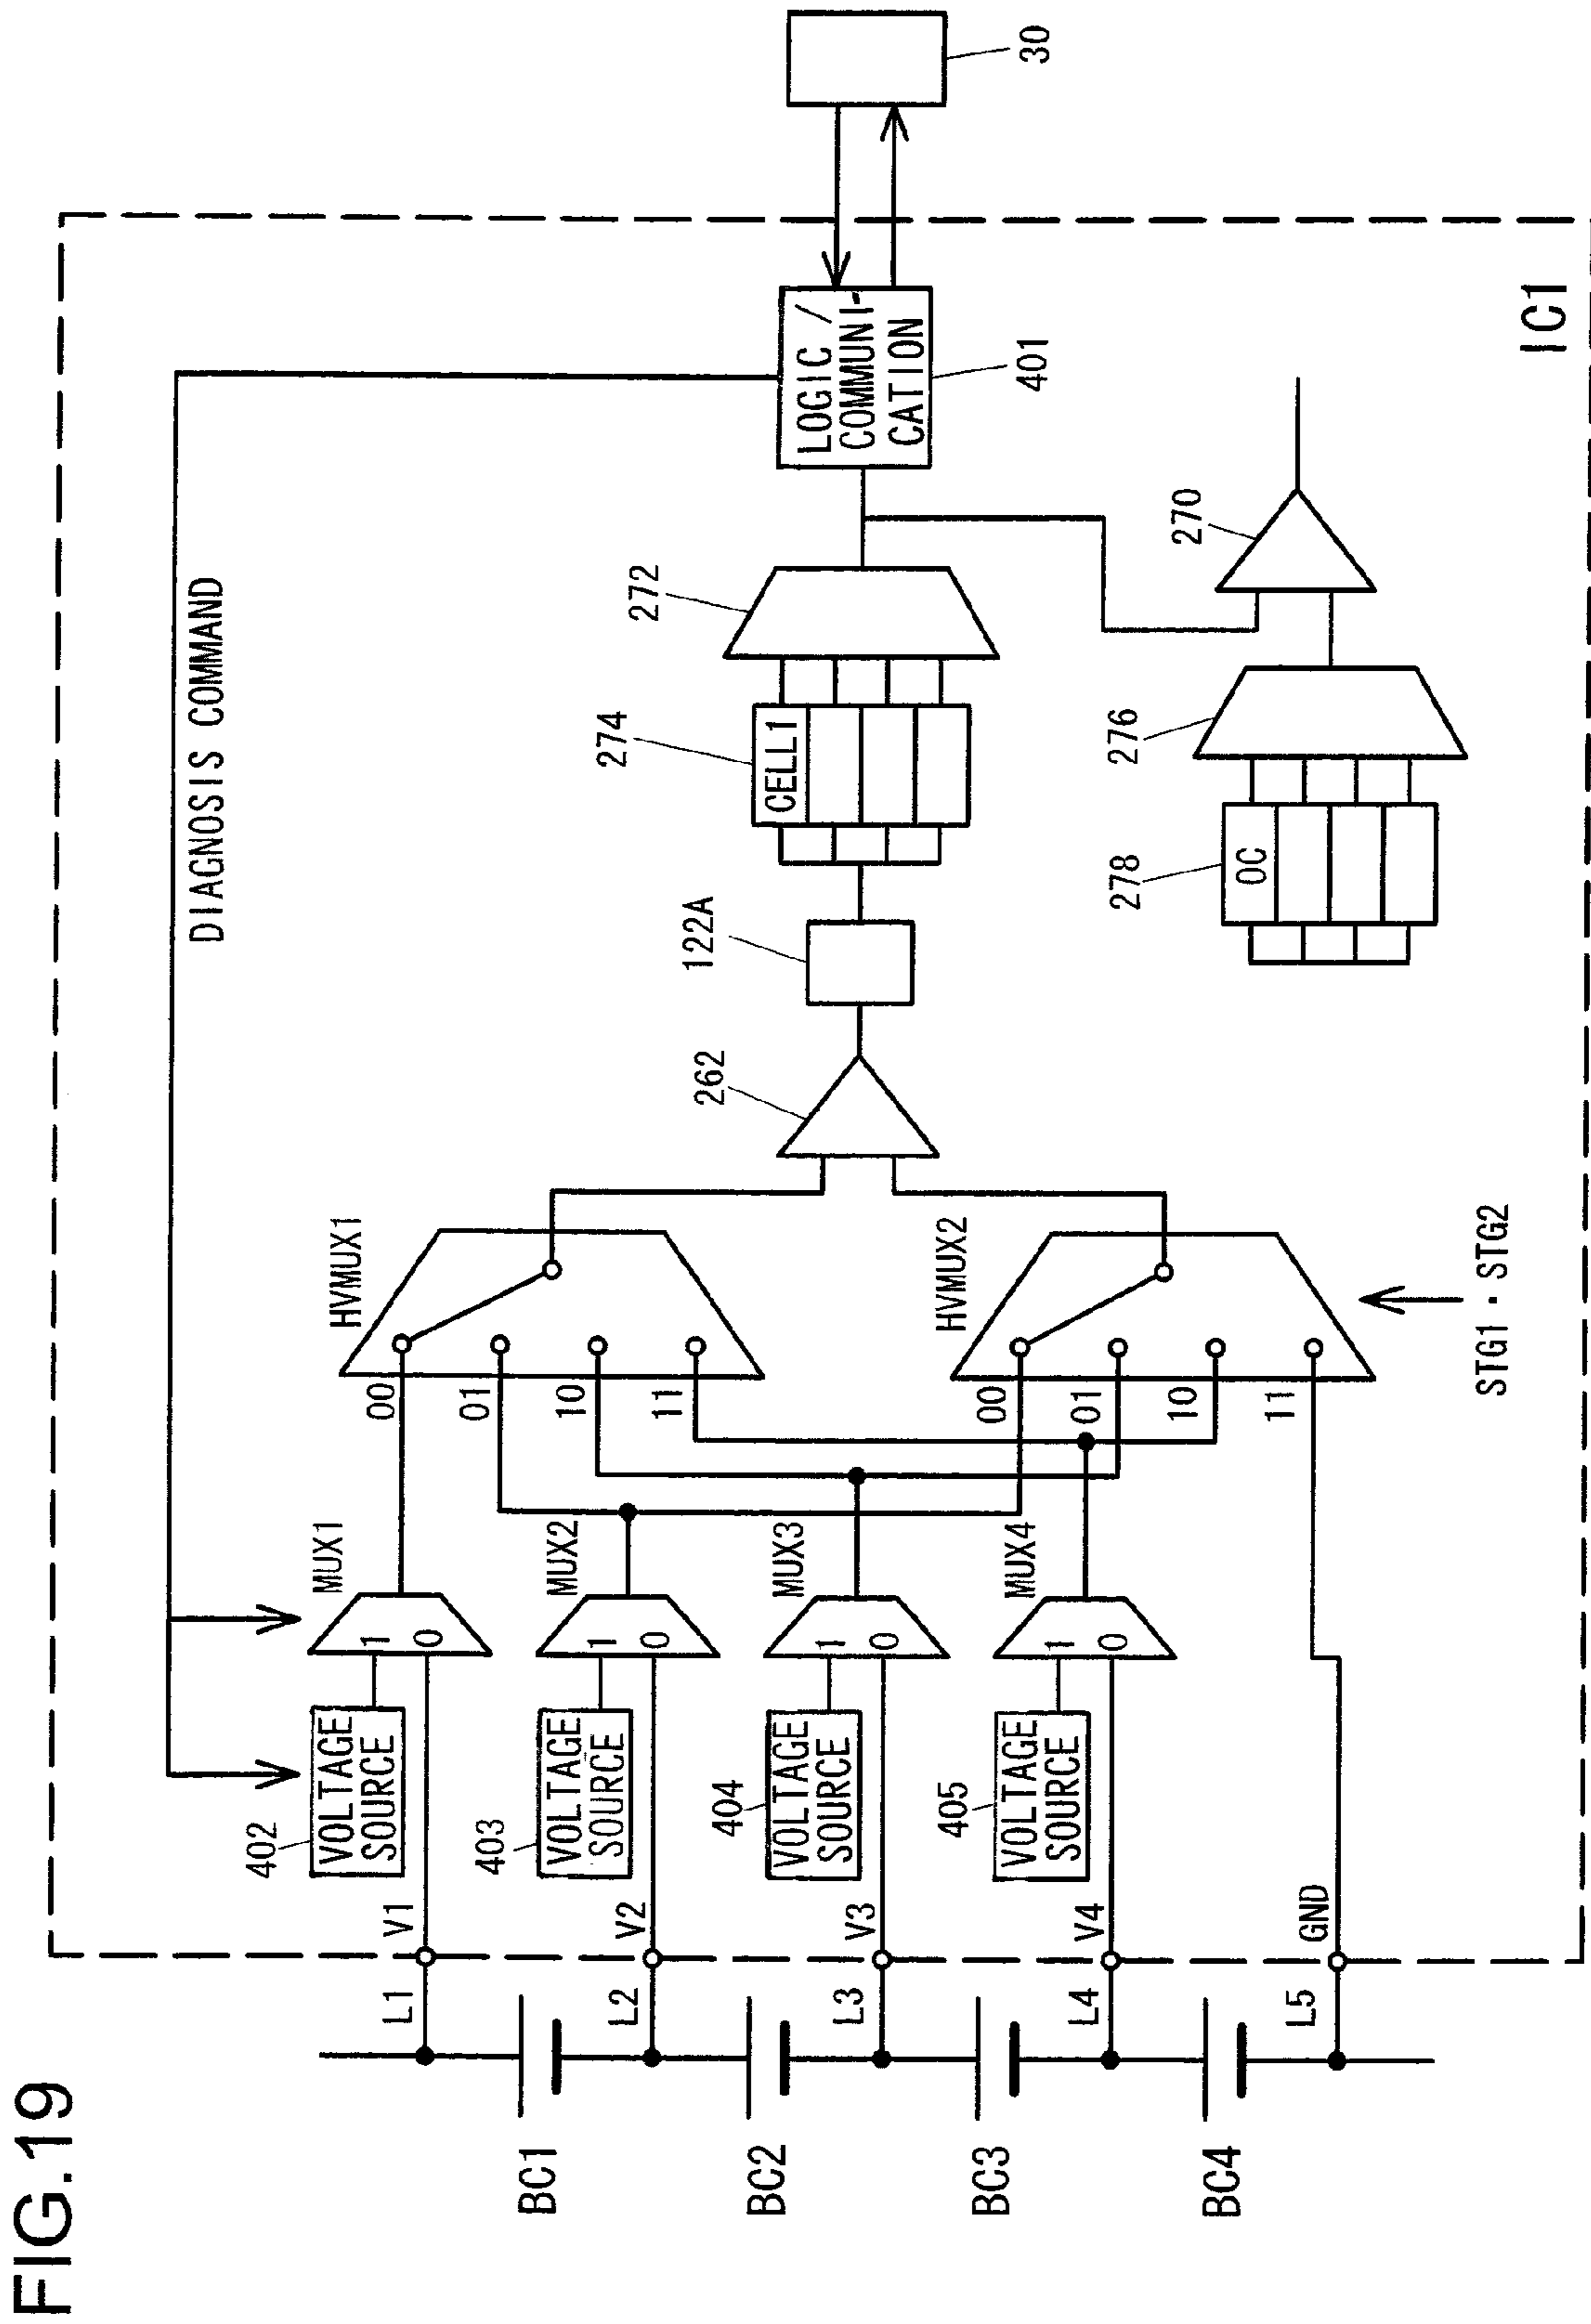 FIG.19
DIAGNOSIS COMMAND
BC1
BC2
BC3
BC4
L1
L2
L3
L4
L5
V1
V2
V3
V4
GND
402
VOLTAGE
SOURCE
403
VOLTAGE
SOURCE
404
VOLTAGE
SOURCE
405
VOLTAGE
SOURCE
MUX1
1
0
MUX2
1
0
MUX3
1
0
MUX4
1
0
HVMUX1
00
01
10
11
HVMUX2
00
01
10
11
STG1 · STG2
262
122A
274
CELL1
272
278
OC
276
270
LOGIC /
COMMUNI-
CATION
401
30
IC1